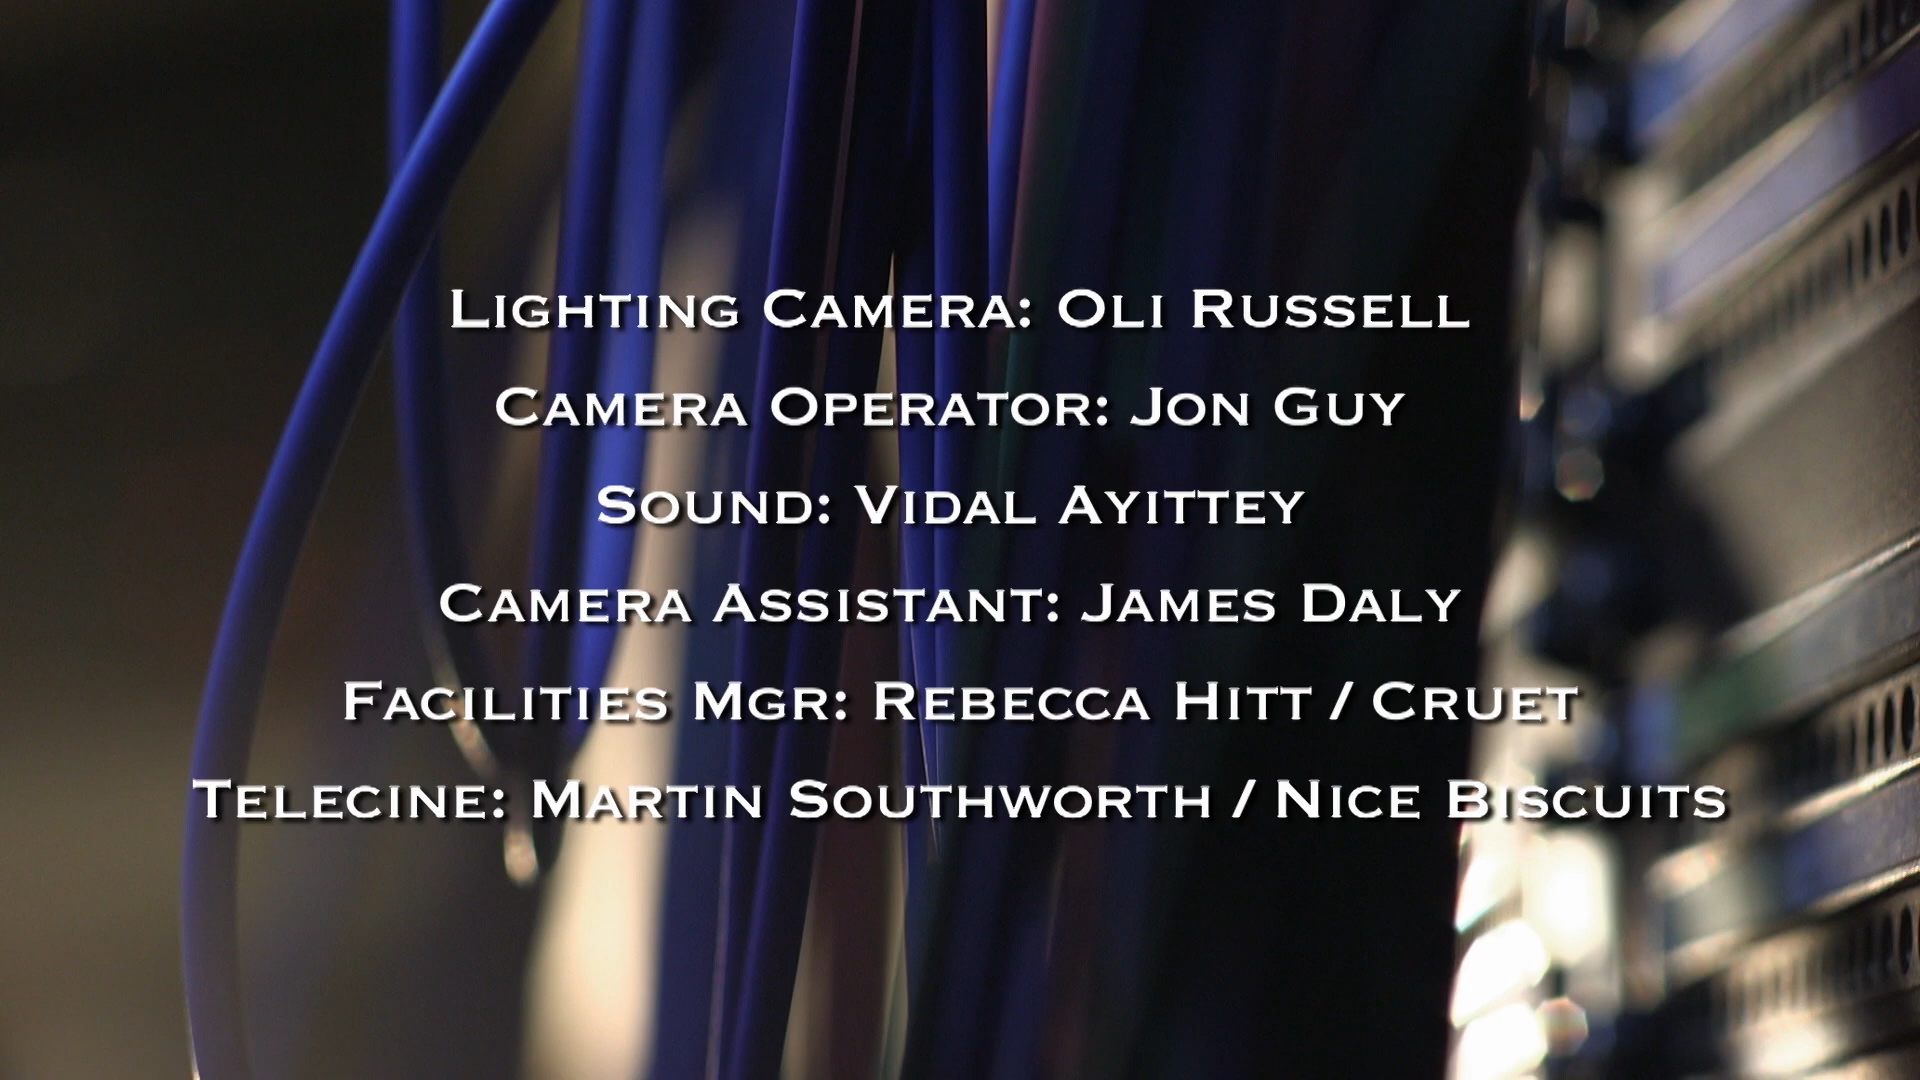 Lighting Camera: Oli Russell
Camera Operator: Jon Guy
Sound: Vidal Ayittey
Camera Assistant: James Daly
Facilities Mgr: Rebecca Hitt / Cruet
Telecine: Martin Southworth / Nice Biscuits